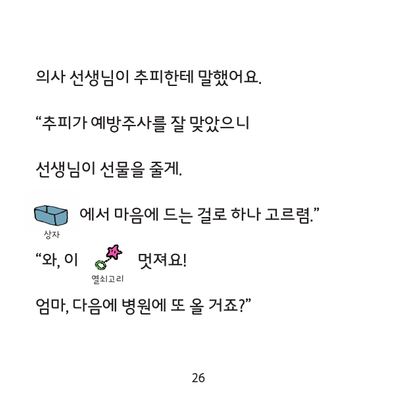 의사 선생님이 추피한테 말했어요.
“추피가 예방주사를 잘 맞았으니
선생님이 선물을 줄게.
에서 마음에 드는 걸로 하나 고르렴.”
상자
“와, 이 멋져요!
열쇠고리
엄마, 다음에 병원에 또 올 거죠?”
26